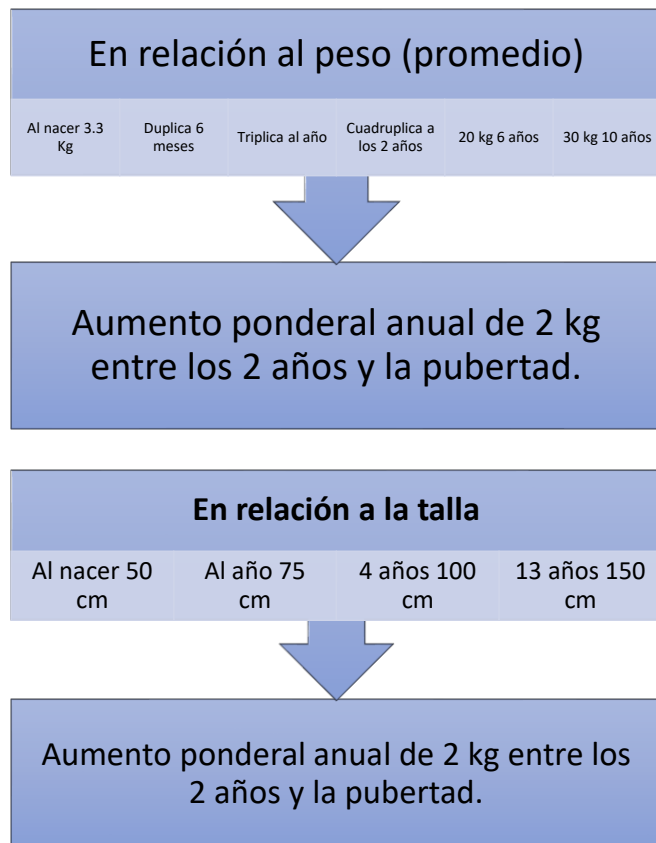 En relación al peso (promedio)
Al nacer 3.3
Kg
Duplica 6
meses
Triplica al año
Cuadruplica a
los 2 años
20 kg 6 años
30 kg 10 años
Aumento ponderal anual de 2 kg
entre los 2 años y la pubertad.
En relación a la talla
Al nacer 50
cm
Al año 75
cm
4 años 100
cm
13 años 150
cm
Aumento ponderal anual de 2 kg entre los
2 años y la pubertad.